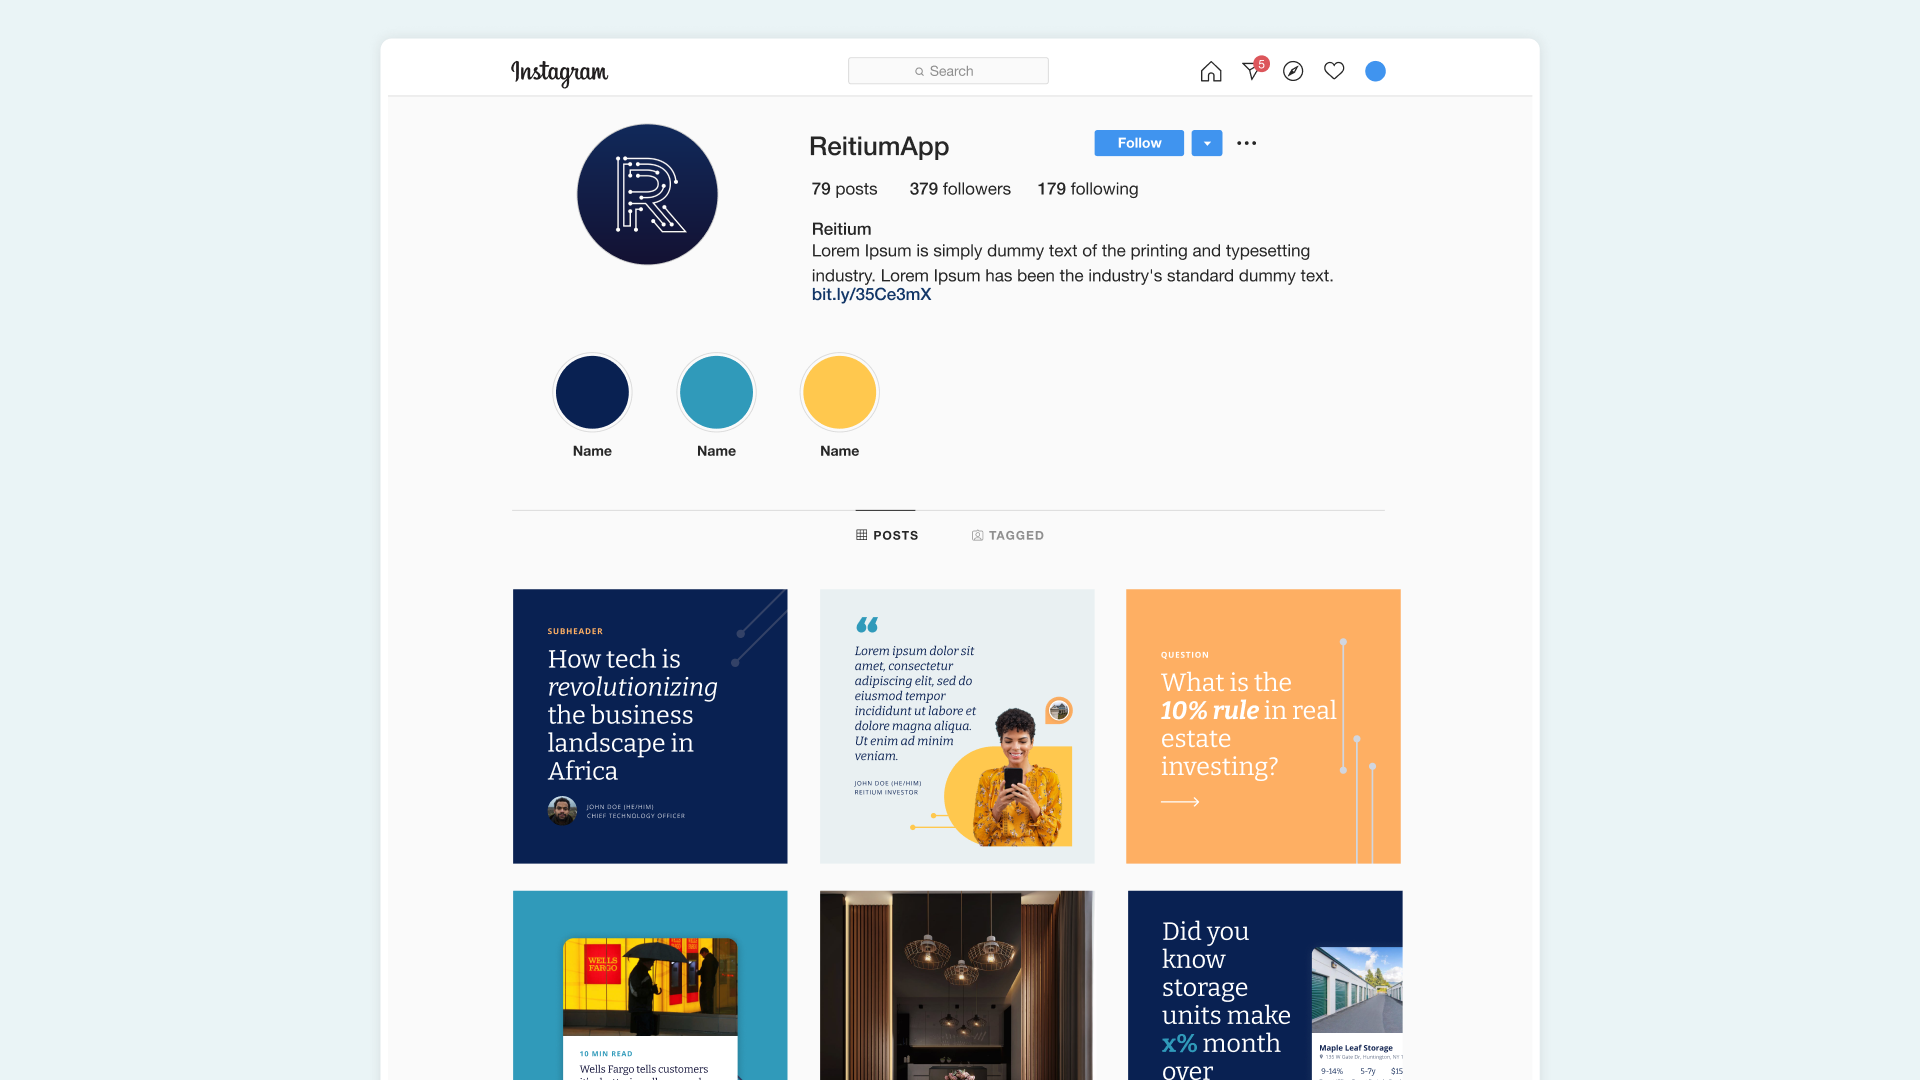 Instagram
Search
5
ReitiumApp
Follow
79 posts 379 followers 179 following
Reitium
Lorem Ipsum is simply dummy text of the printing and typesetting
industry. Lorem Ipsum has been the industry's standard dummy text.
bit.ly/35Ce3mX
Name
Name
Name
POSTS
TAGGED
SUBHEADER
How tech is
revolutionizing
the business
landscape in
Africa
JOHN DOE (HE/HIM)
CHIEF TECHNOLOGY OFFICER
“
Lorem ipsum dolor sit
amet, consectetur
adipiscing elit, sed do
eiusmod tempor
incididunt ut labore et
dolore magna aliqua.
Ut enim ad minim
veniam.
JOHN DOE (HE/HIM)
REITIUM INVESTOR
QUESTION
What is the
10% rule in real
estate
investing?
WELLS
FARGO
10 MIN READ
Wells Fargo tells customers
Did you
know
storage
units make
x% month
over
Maple Leaf Storage
135 W Gate Dr, Huntington, NY
9-14% 5-7y $15